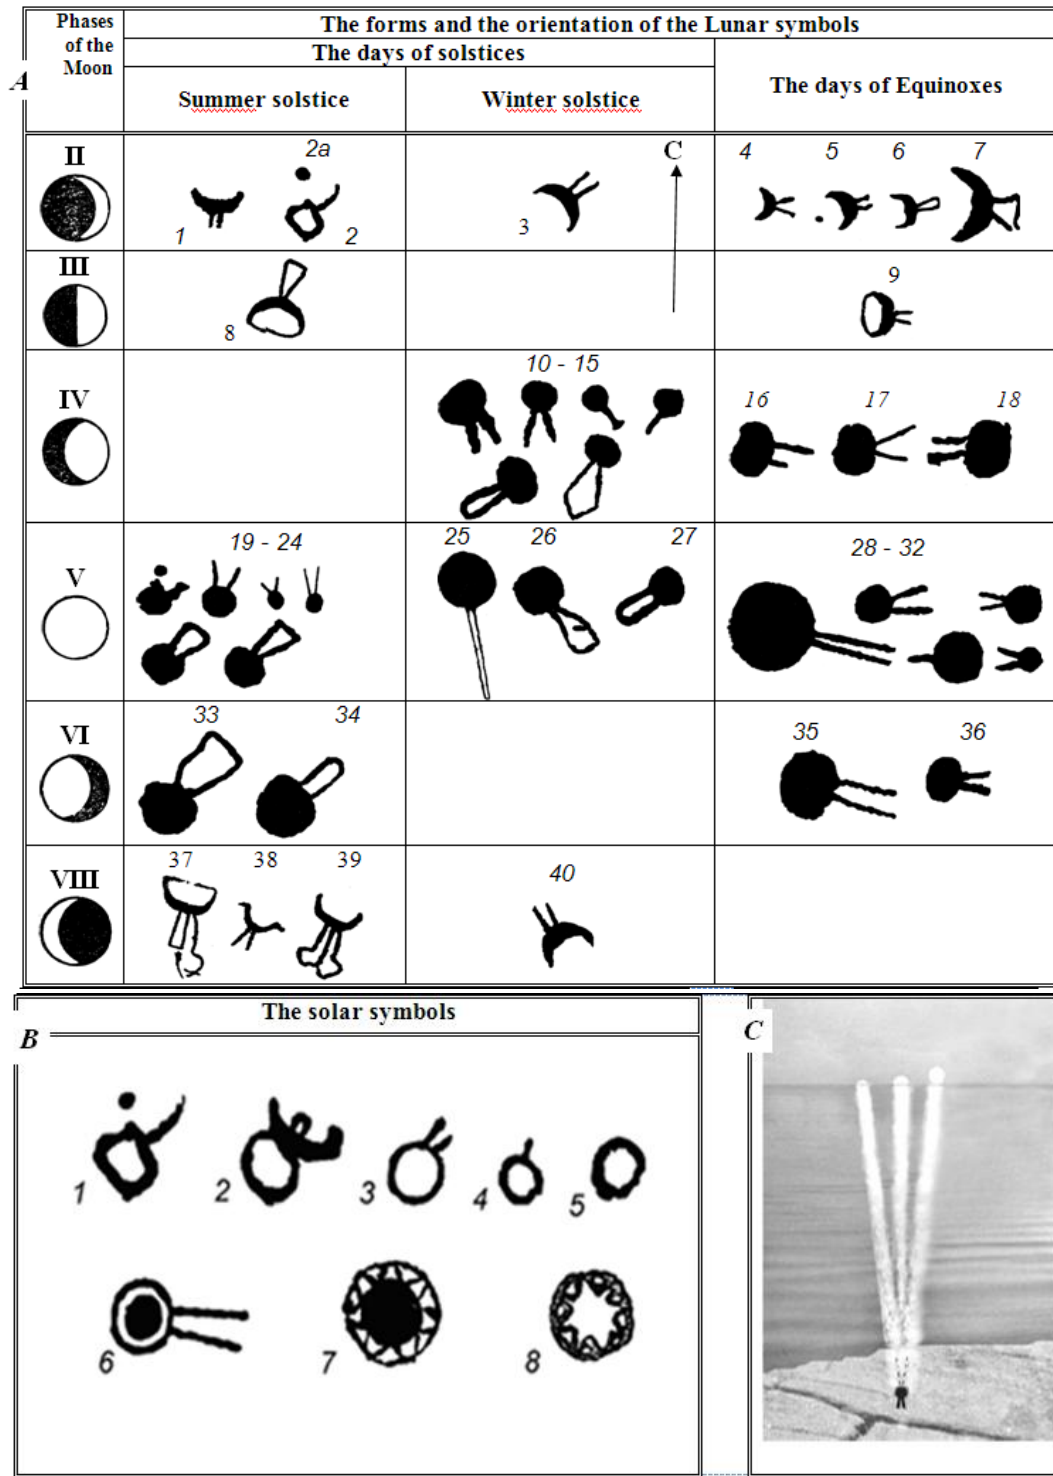 Phases
of the
Moon
The forms and the orientation of the Lunar symbols
The days of solstices
A
Summer solstice
Winter solstice
The days of Equinoxes
II
2a
1
2
3
C
4
5
6
7
III
8
9
IV
10 - 15
16
17
18
V
19 - 24
25
26
27
28 - 32
VI
33
34
35
36
VIII
37
38
39
40
The solar symbols
B
C
1
2
3
4
5
6
7
8